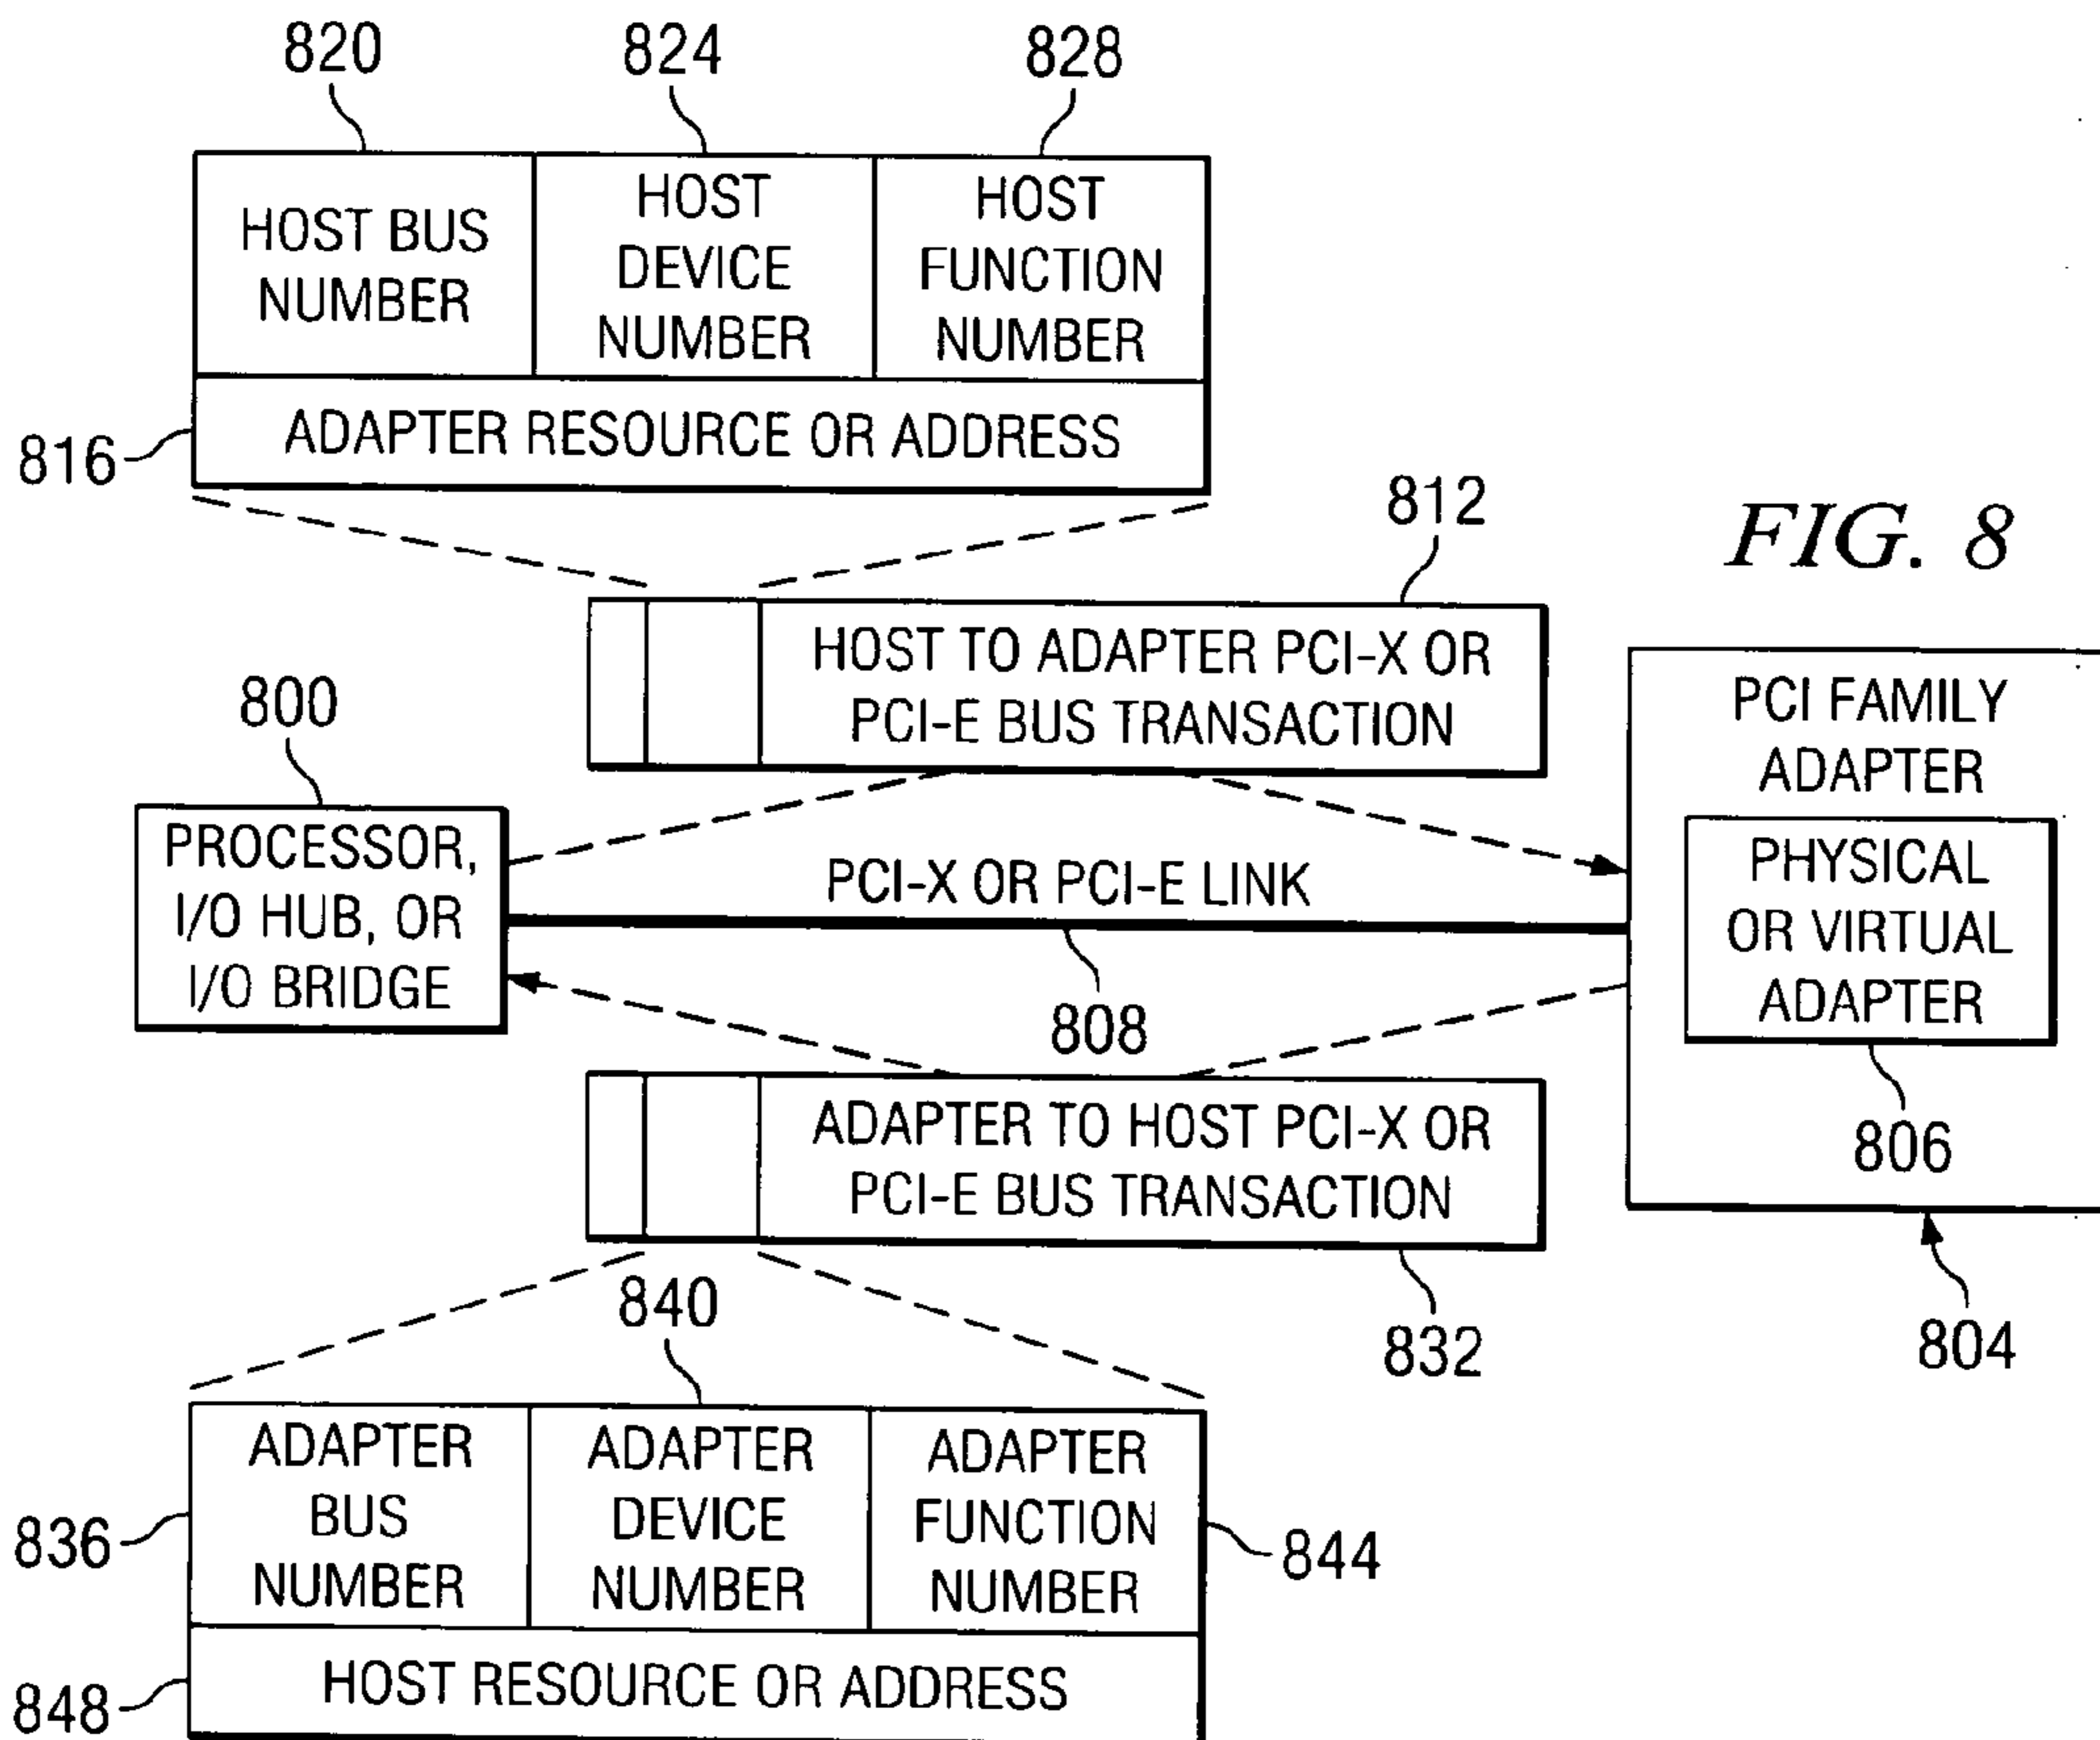 820
824
828
HOST BUS
NUMBER
HOST
DEVICE
NUMBER
HOST
FUNCTION
NUMBER
816
ADAPTER RESOURCE OR ADDRESS
812
FIG. 8
HOST TO ADAPTER PCI-X OR
PCI-E BUS TRANSACTION
800
PROCESSOR,
I/O HUB, OR
I/O BRIDGE
PCI-X OR PCI-E LINK
808
PCI FAMILY
ADAPTER
PHYSICAL
OR VIRTUAL
ADAPTER
806
804
ADAPTER TO HOST PCI-X OR
PCI-E BUS TRANSACTION
832
840
836
ADAPTER
BUS
NUMBER
ADAPTER
DEVICE
NUMBER
ADAPTER
FUNCTION
NUMBER
844
848
HOST RESOURCE OR ADDRESS